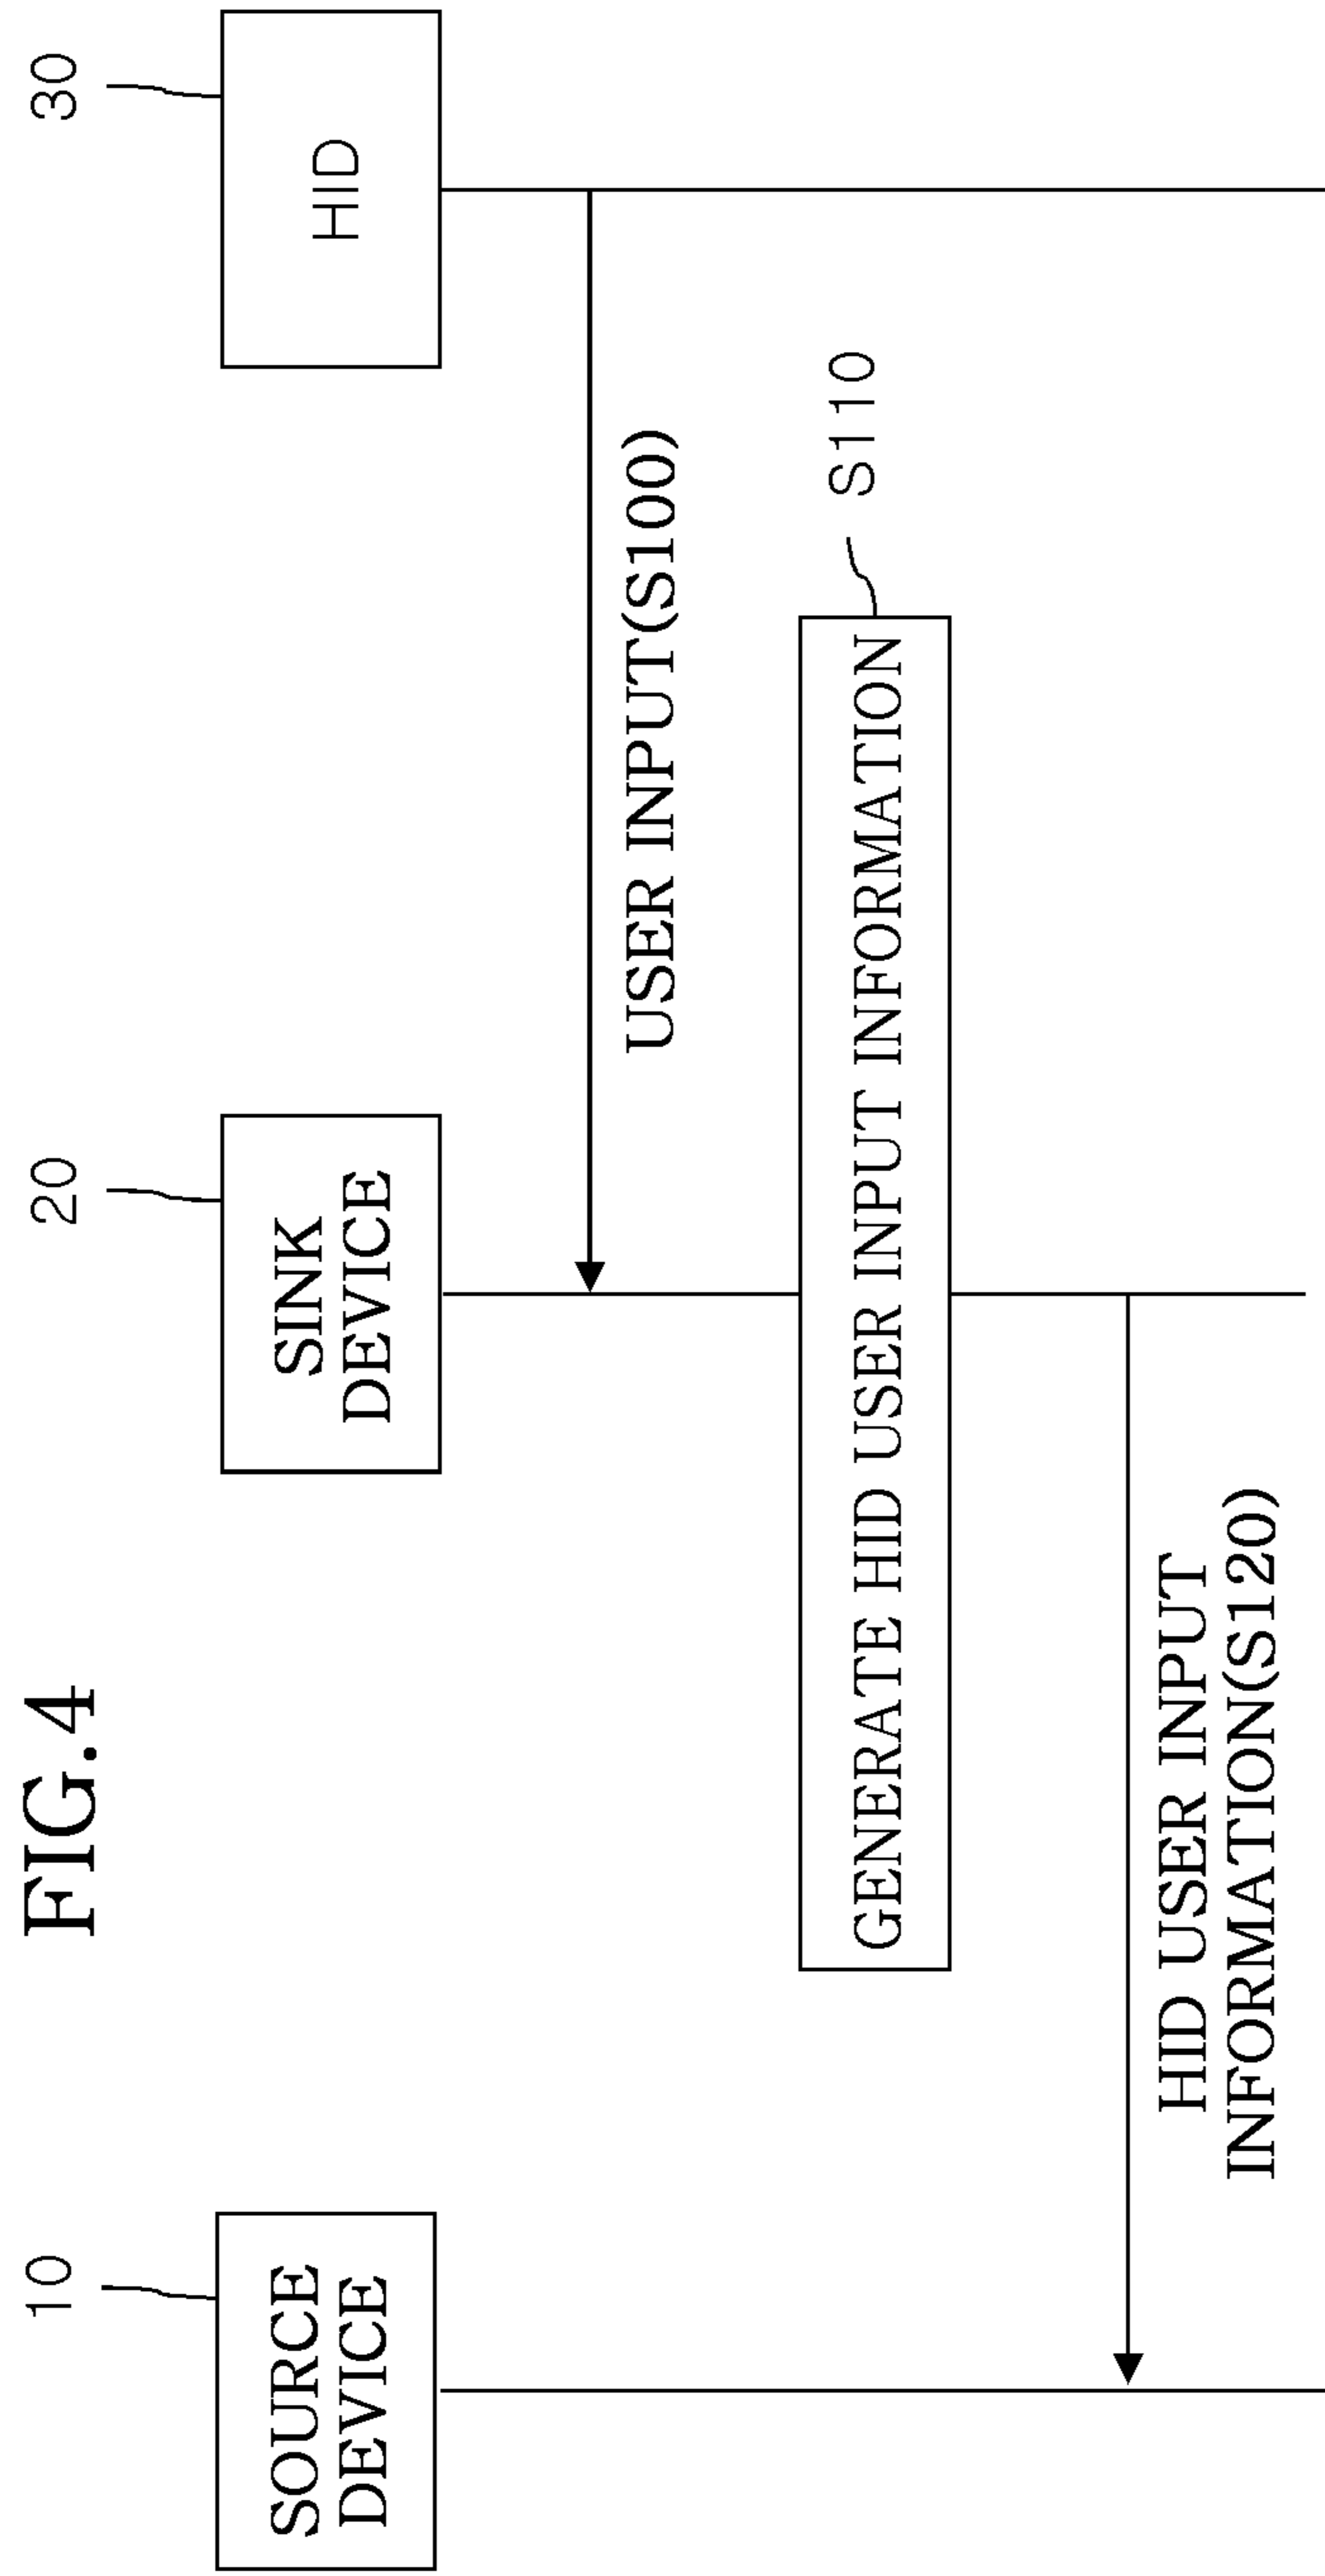 FIG.4
10
20
30
SOURCE
DEVICE
SINK
DEVICE
HID
USER INPUT(S100)
S110
GENERATE HID USER INPUT INFORMATION
HID USER INPUT
INFORMATION(S120)